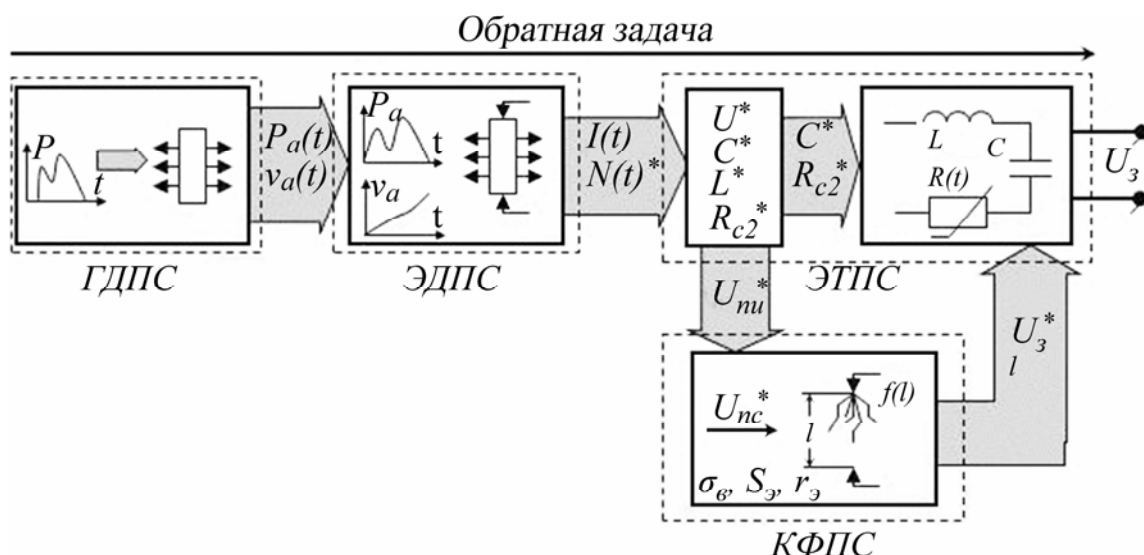 Обратная задача
P
t
ГДПС
P_a(t)
v_a(t)
P_a
t
v_a
t
ЭДПС
I(t)
N(t)*
U*
C*
L*
R_c2*
C*
R_c2*
L
C
R(t)
U_з
ЭТПС
U_пи*
U_з*
l
U_пс*
l
f(l)
σ_в, S_э, r_э
КФПС